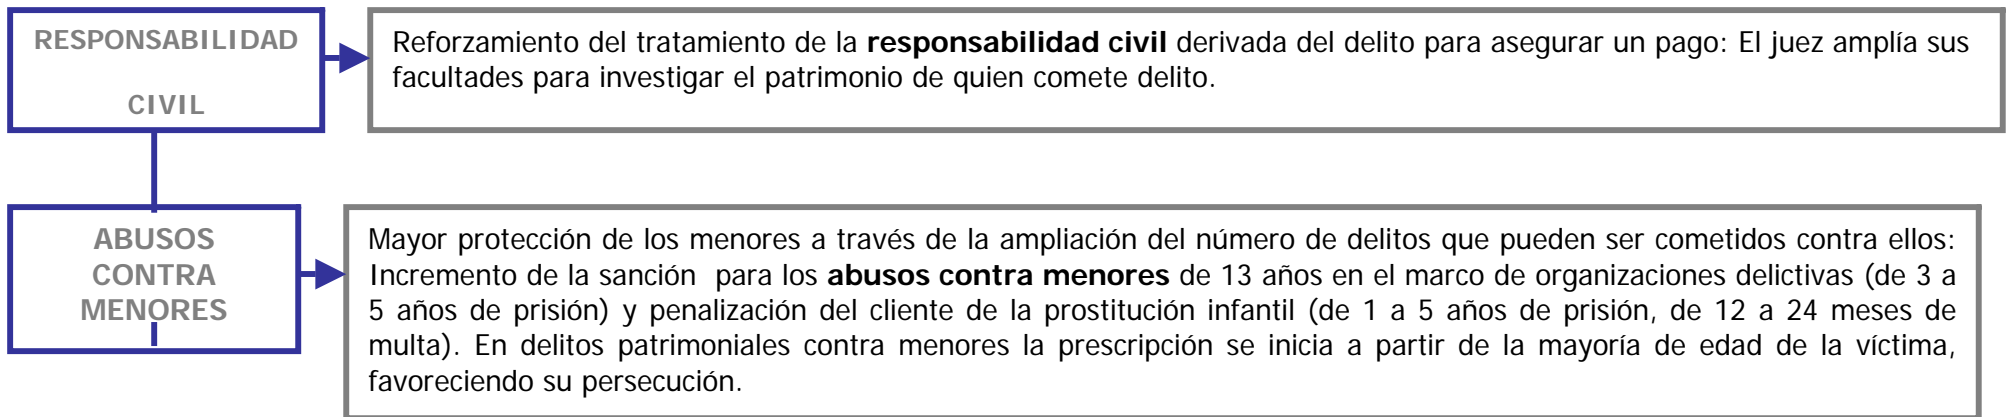 RESPONSABILIDAD
CIVIL
Reforzamiento del tratamiento de la responsabilidad civil derivada del delito para asegurar un pago: El juez amplía sus
facultades para investigar el patrimonio de quien comete delito.
ABUSOS
CONTRA
MENORES
Mayor protección de los menores a través de la ampliación del número de delitos que pueden ser cometidos contra ellos:
Incremento de la sanción para los abusos contra menores de 13 años en el marco de organizaciones delictivas (de 3 a
5 años de prisión) y penalización del cliente de la prostitución infantil (de 1 a 5 años de prisión, de 12 a 24 meses de
multa). En delitos patrimoniales contra menores la prescripción se inicia a partir de la mayoría de edad de la víctima,
favoreciendo su persecución.